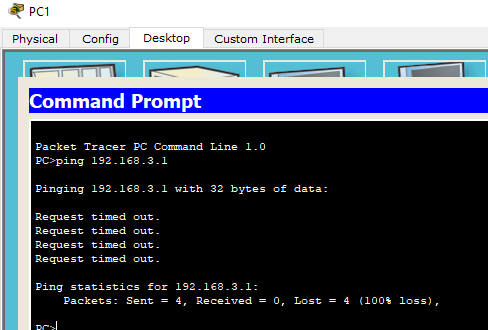 PC1
Physical Config Desktop Custom Interface
Command Prompt
Packet Tracer PC Command Line 1.0
PC>ping 192.168.3.1
Pinging 192.168.3.1 with 32 bytes of data:
Request timed out.
Request timed out.
Request timed out.
Request timed out.
Ping statistics for 192.168.3.1:
Packets: Sent = 4, Received = 0, Lost = 4 (100% loss),
PC>